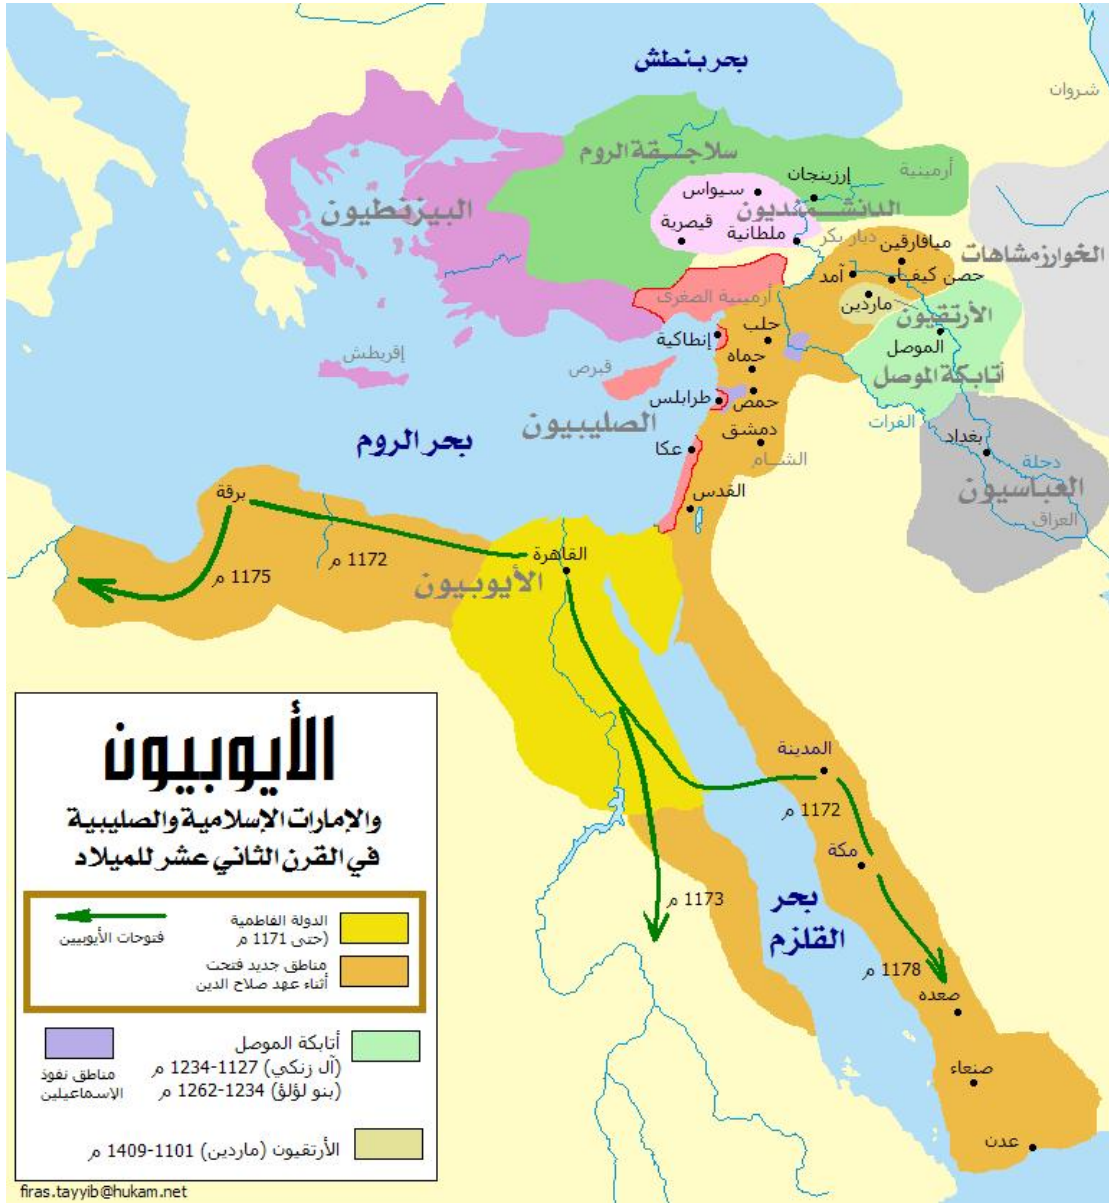 بحر بنطش
شروان
سلاجقة الروم
أرمينية
إرزينجان
سيواس
الدانشمنديون
البيزنطيون
قيصرية
ملطانية
ديار بكر
ميافارقين
الخوارزمشاهات
آمد
حصن كيف
أرمينية الصغرى
ماردين
الأرتقيون
إنطاكية
حلب
الموصل
إقريطش
قبرص
حماه
أتابكة الموصل
طرابلس
حمص
الصليبيون
الفرات
بحر الروم
دمشق
بغداد
عكا
الشام
دجلة
العباسيون
برقة
القدس
العراق
القاهرة
1172 م
1175 م
الأيوبيون
المدينة
1172 م
مكة
1173 م
بحر
القلزم
1178 م
صعده
صنعاء
عدن
الأيوبيون
والإمارات الإسلامية والصليبية
في القرن الثاني عشر للميلاد
الدولة الفاطمية
(حتى 1171 م
فتوحات الأيوبيين
مناطق جديد فتحت
أثناء عهد صلاح الدين
أتابكة الموصل
(آل زنكي) 1127-1234 م
(بنو لؤلؤ) 1234-1262 م
مناطق نفوذ
الإسماعيلين
الأرتقيون (ماردين) 1101-1409 م
firas.tayyib@hukam.net